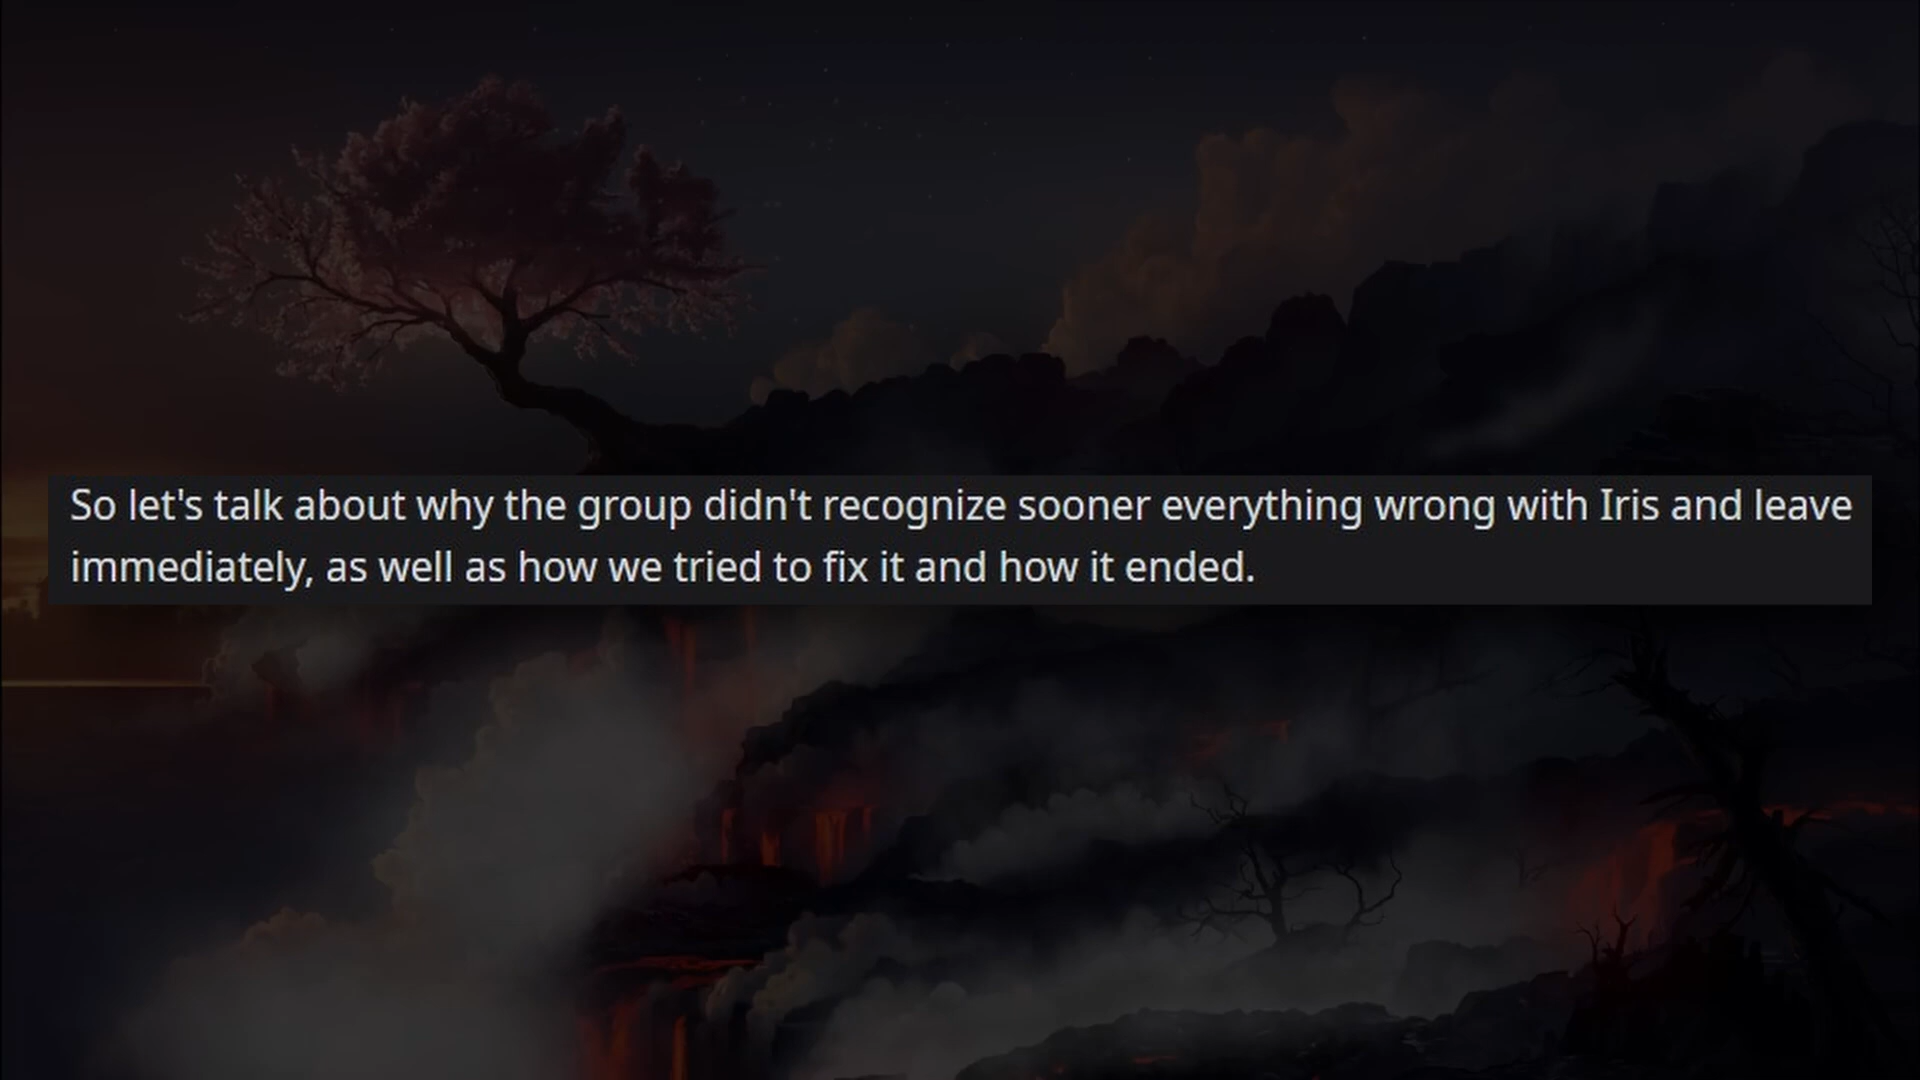 So let's talk about why the group didn't recognize sooner everything wrong with Iris and leave
immediately, as well as how we tried to fix it and how it ended.